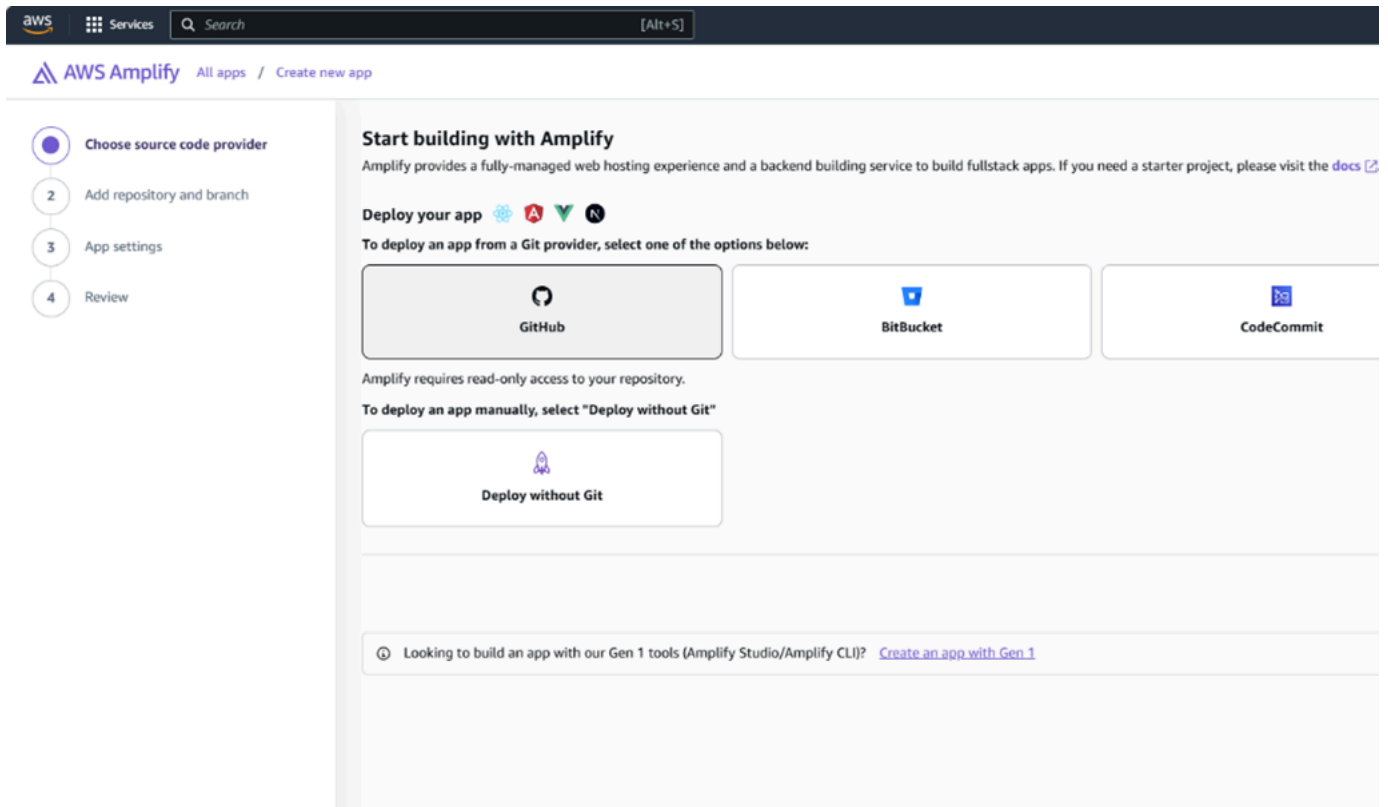 aws Services Search [Alt+S]
AWS Amplify All apps / Create new app
Choose source code provider
2 Add repository and branch
3 App settings
4 Review
Start building with Amplify
Amplify provides a fully-managed web hosting experience and a backend building service to build fullstack apps. If you need a starter project, please visit the docs
Deploy your app
To deploy an app from a Git provider, select one of the options below:
GitHub
BitBucket
CodeCommit
Amplify requires read-only access to your repository.
To deploy an app manually, select "Deploy without Git"
Deploy without Git
Looking to build an app with our Gen 1 tools (Amplify Studio/Amplify CLI)? Create an app with Gen 1